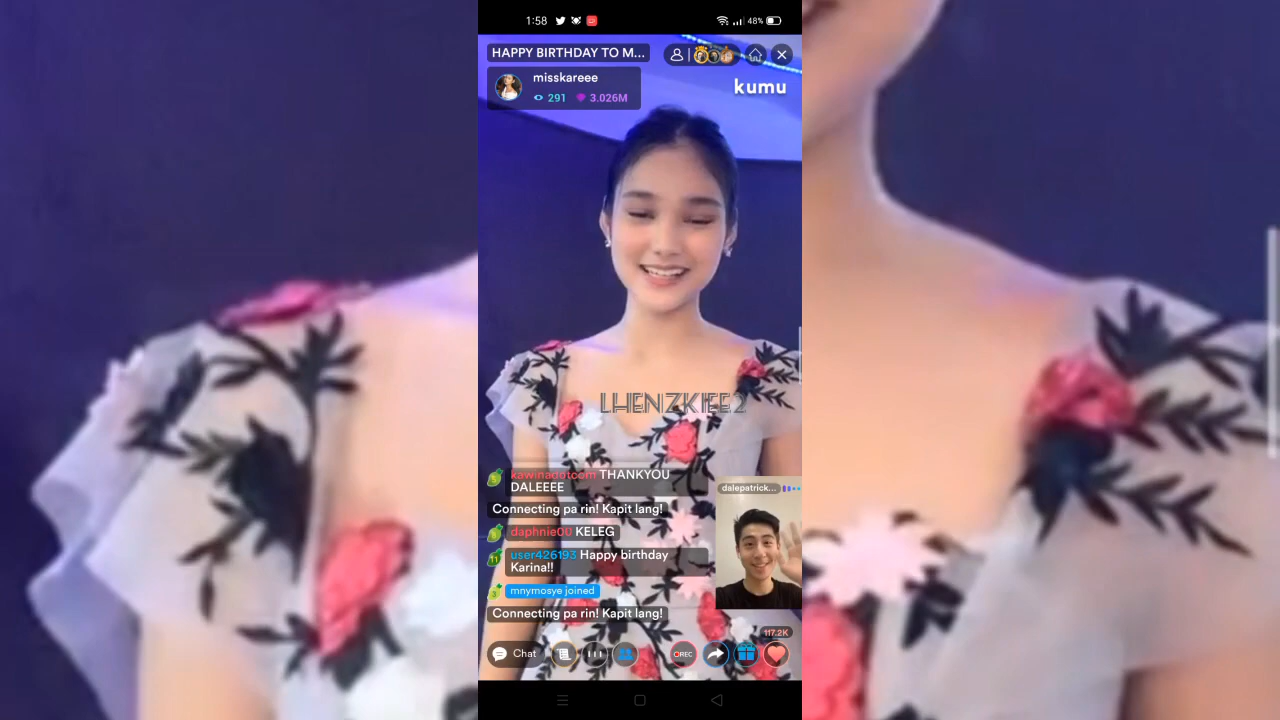 1:58
48%
HAPPY BIRTHDAY TO M...
misskareee
291
3.026M
kumu
LHENZKIEE2
kawinadotcom THANKYOU
DALEEEE
dalepatrick...
Connecting pa rin! Kapit lang!
daphnie00 KELEG
user426193 Happy birthday
Karina!!
mnymosye joined
Connecting pa rin! Kapit lang!
117.2K
Chat
REC